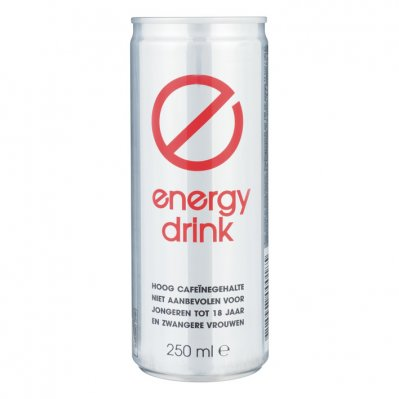 energy
drink
HOOG CAFEÏNEGEHALTE
NIET AANBEVOLEN VOOR
JONGEREN TOT 18 JAAR
EN ZWANGERE VROUWEN
250 ml ℮